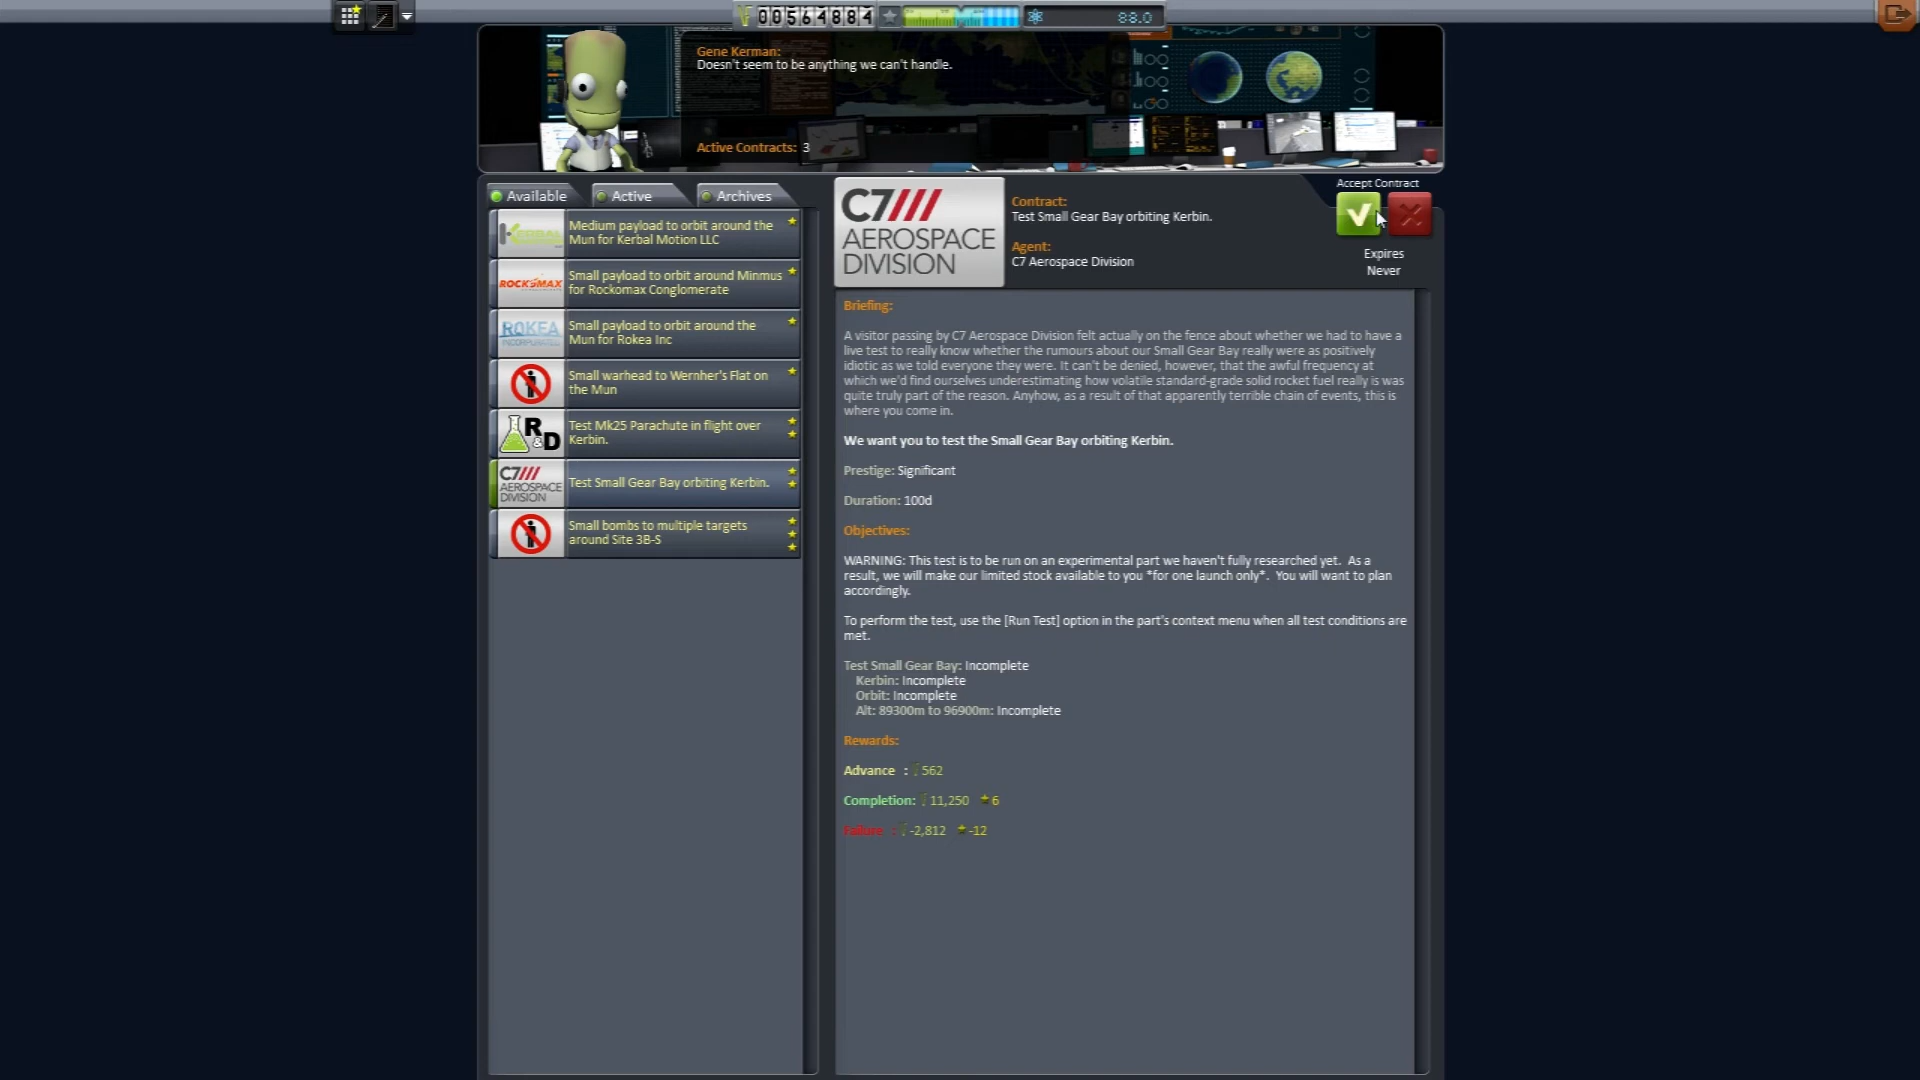 00564884
88.0
Gene Kerman:
Doesn't seem to be anything we can't handle.
Active Contracts: 3
Available
Active
Archives
Medium payload to orbit around the
Mun for Kerbal Motion LLC
ROCKOMAX
Small payload to orbit around Minmus
for Rockomax Conglomerate
ROKEA
INCORPORATED
Small payload to orbit around the
Mun for Rokea Inc
Small warhead to Wernher's Flat on
the Mun
R&D
Test Mk25 Parachute in flight over
Kerbin.
C7///
AEROSPACE
DIVISION
Test Small Gear Bay orbiting Kerbin.
Small bombs to multiple targets
around Site 3B-S
C7///
AEROSPACE
DIVISION
Contract:
Test Small Gear Bay orbiting Kerbin.
Agent:
C7 Aerospace Division
Accept Contract
Expires
Never
Briefing:
A visitor passing by C7 Aerospace Division felt actually on the fence about whether we had to have a
live test to really know whether the rumours about our Small Gear Bay really were as positively
idiotic as we told everyone they were. It can't be denied, however, that the awful frequency at
which we'd find ourselves underestimating how volatile standard-grade solid rocket fuel really is was
quite truly part of the reason. Anyhow, as a result of that apparently terrible chain of events, this is
where you come in.
We want you to test the Small Gear Bay orbiting Kerbin.
Prestige: Significant
Duration: 100d
Objectives:
WARNING: This test is to be run on an experimental part we haven't fully researched yet. As a
result, we will make our limited stock available to you *for one launch only*. You will want to plan
accordingly.
To perform the test, use the [Run Test] option in the part's context menu when all test conditions are
met.
Test Small Gear Bay: Incomplete
Kerbin: Incomplete
Orbit: Incomplete
Alt: 89300m to 96900m: Incomplete
Rewards:
Advance : 562
Completion: 11,250 6
Failure : -2,812 -12